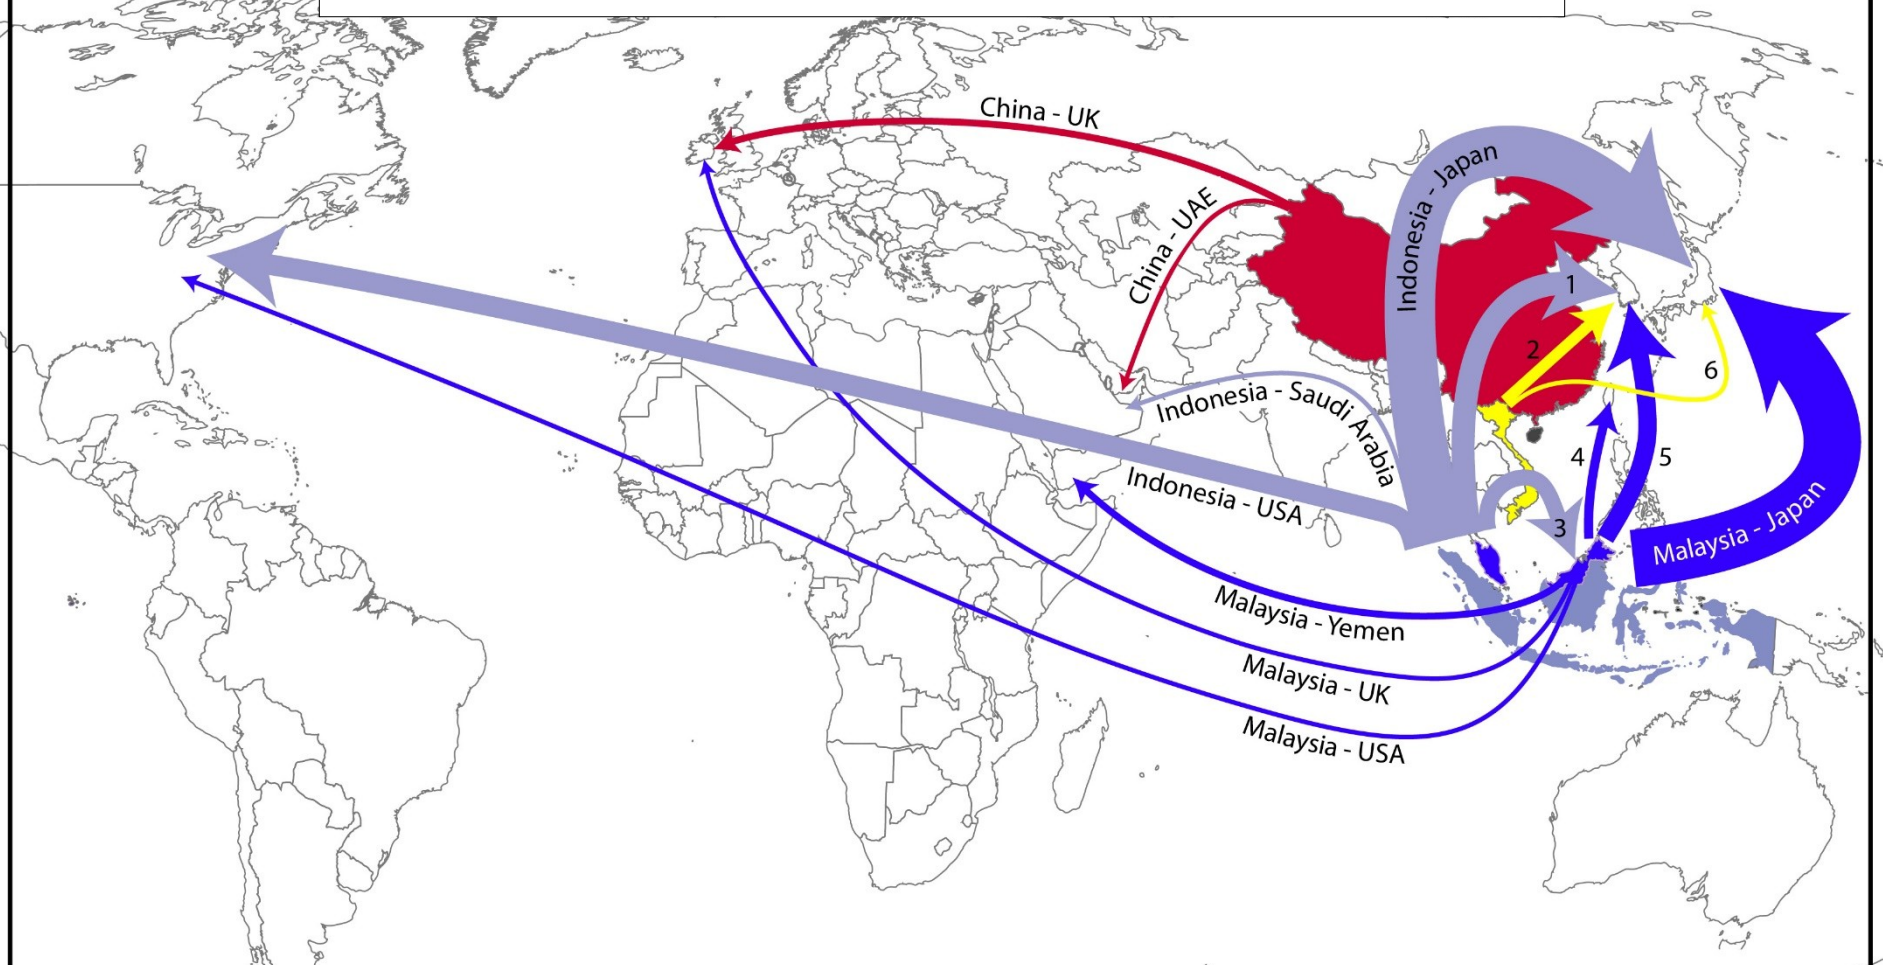 China - UK
Indonesia - Japan
China - UAE
1
2
6
Indonesia - Saudi Arabia
4
5
Indonesia - USA
3
Malaysia - Japan
Malaysia - Yemen
Malaysia - UK
Malaysia - USA